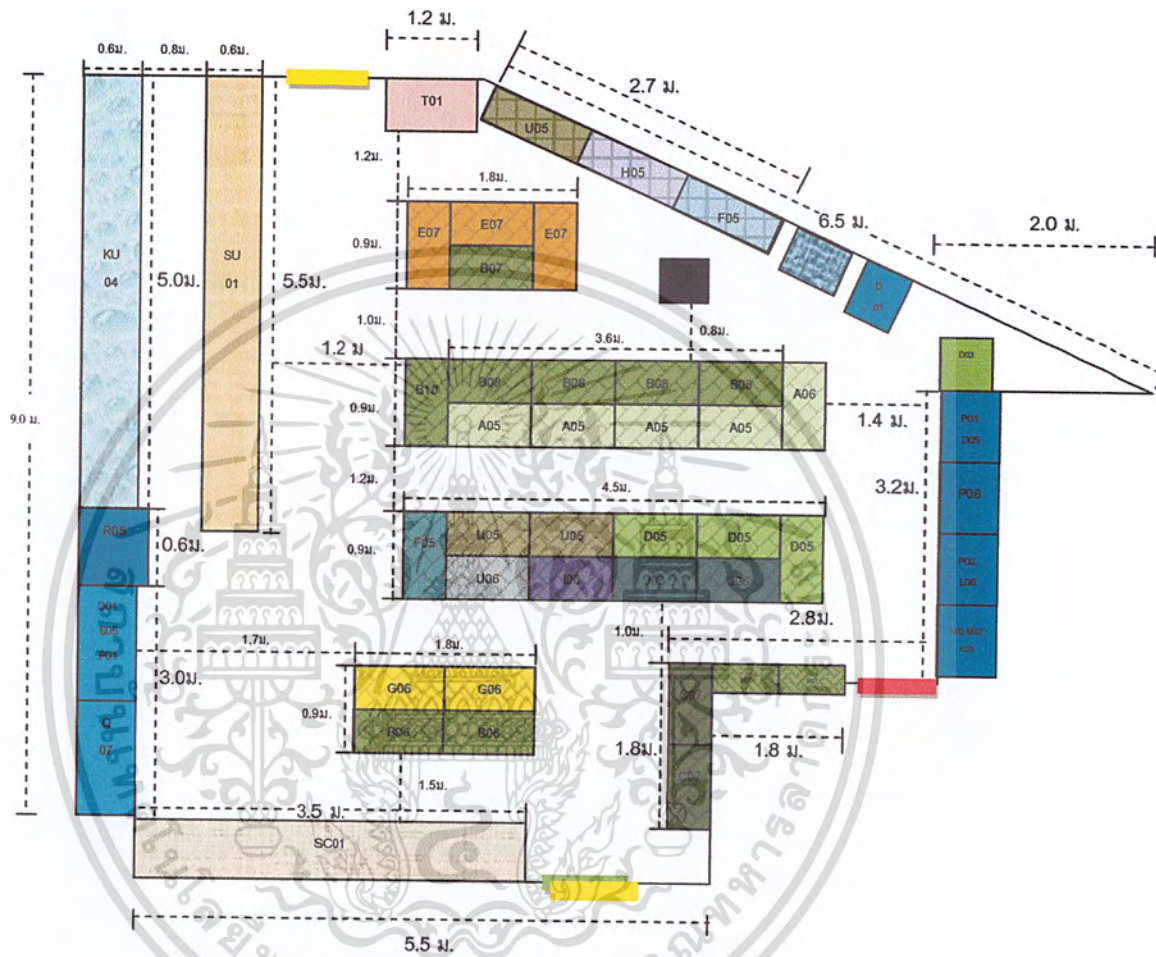 1.2 ม.
0.6ม. 0.8ม. 0.6ม.
2.7 ม.
T01
U05
H05
1.2ม.
1.8ม.
F05
6.5 ม.
2.0 ม.
E07 E07 E07
KU
04
SU
01
5.0ม.
5.5ม.
0.9ม.
B07
D
01
1.0ม.
0.8ม.
3.6ม.
1.2 ม
D03
B10 B08 B08 B08 B08 A06
9.0 ม.
0.9ม.
A05 A05 A05 A05
1.4 ม.
P01
D05
3.2ม.
P08
1.2ม.
4.5ม.
R05
0.6ม.
0.9ม.
F05 U05 U05 D05 D05 D05
U06
P02
L06
D01
S05
P01
2.8ม.
1.0ม.
1.7ม.
1.8ม.
3.0ม.
G06 G06
0.9ม.
B06 B06
Q
07
1.8ม.
1.8 ม.
1.5ม.
3.5 ม.
SC01
5.5 ม.